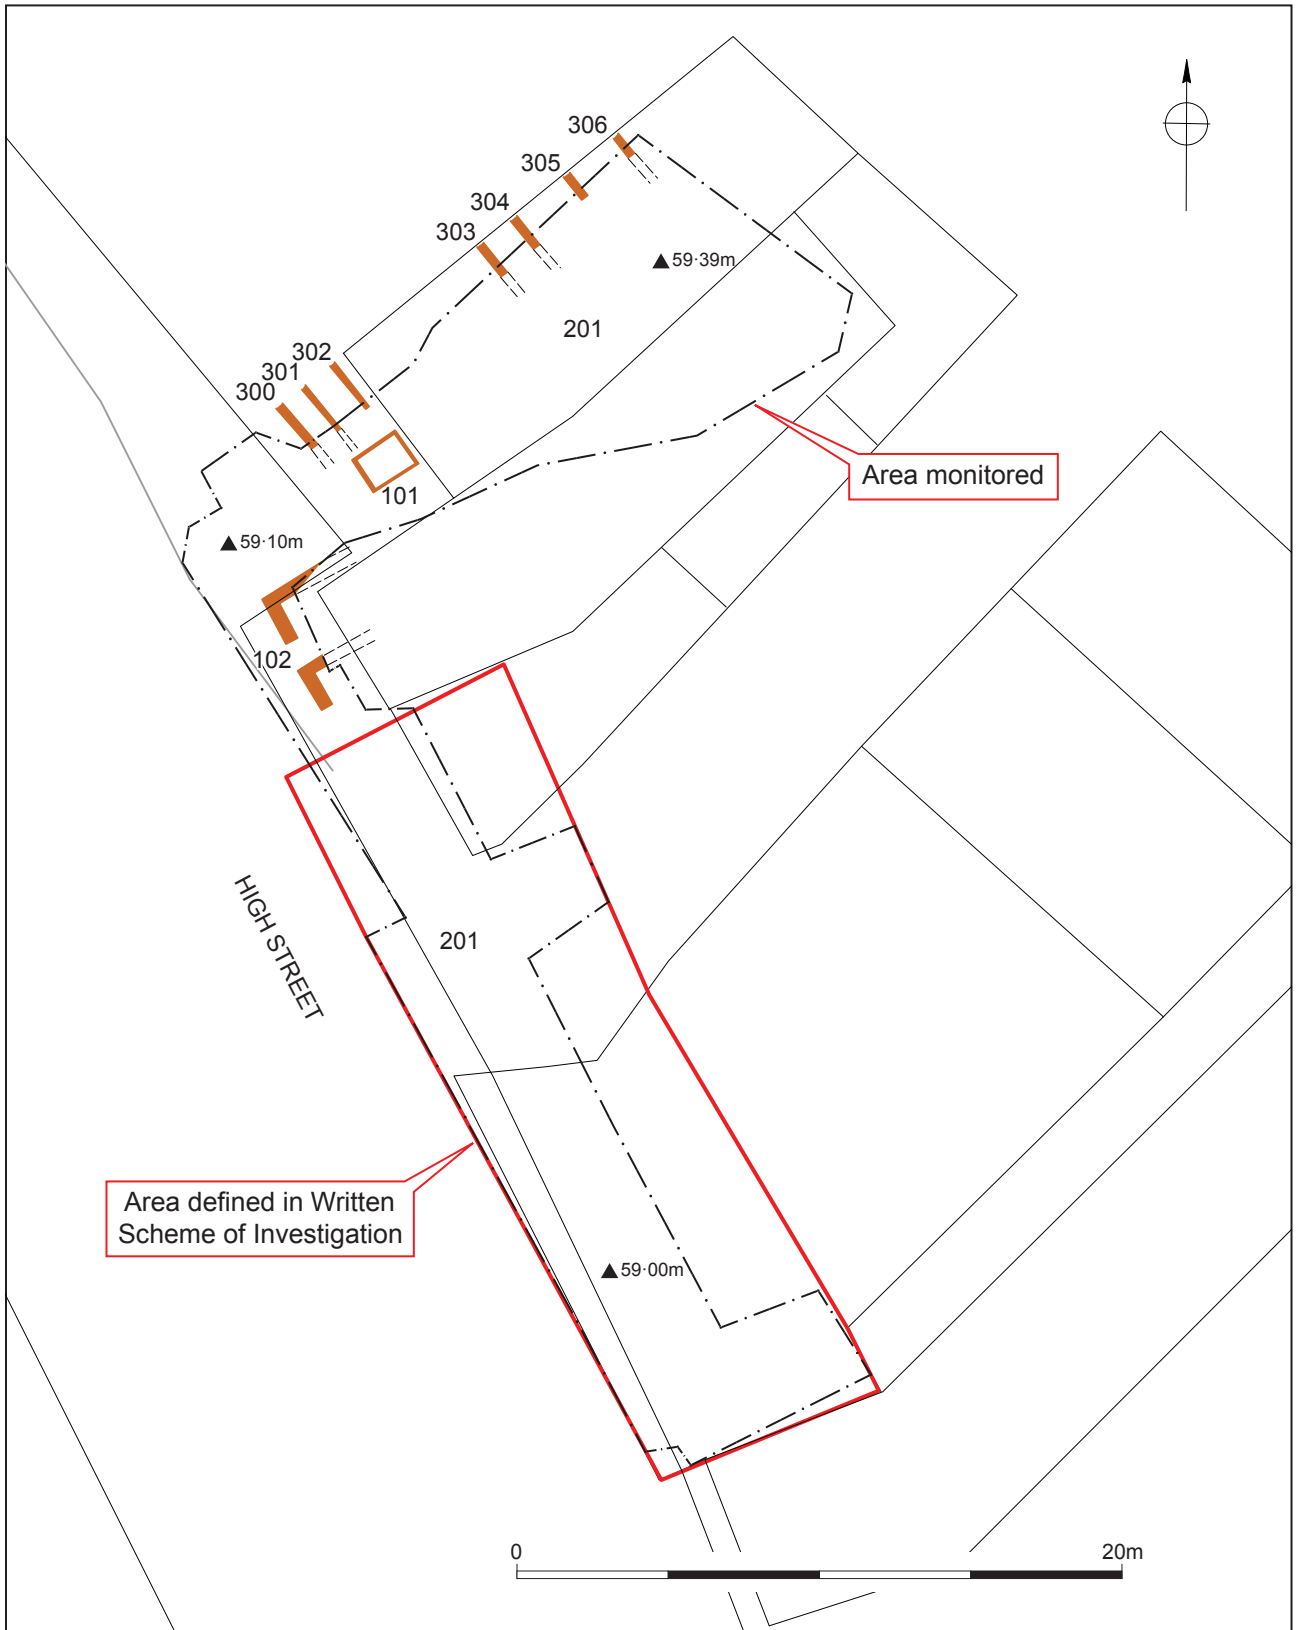 306
305
304
303
59·39m
201
302
301
300
Area monitored
101
59·10m
102
HIGH STREET
201
Area defined in Written
Scheme of Investigation
59·00m
0
20m